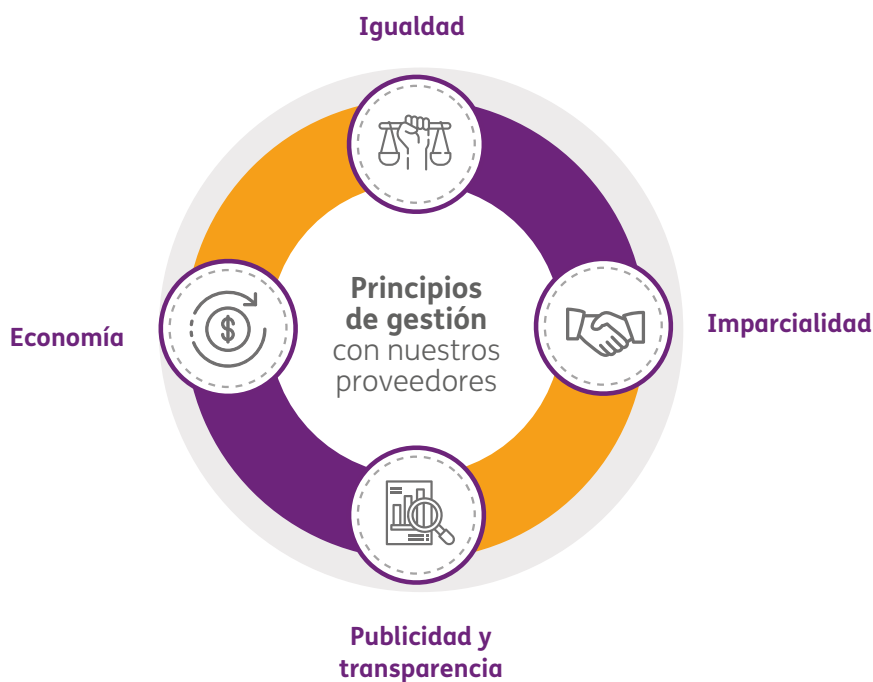 Igualdad
Principios
de gestión
con nuestros
proveedores
Economía
Imparcialidad
Publicidad y
transparencia